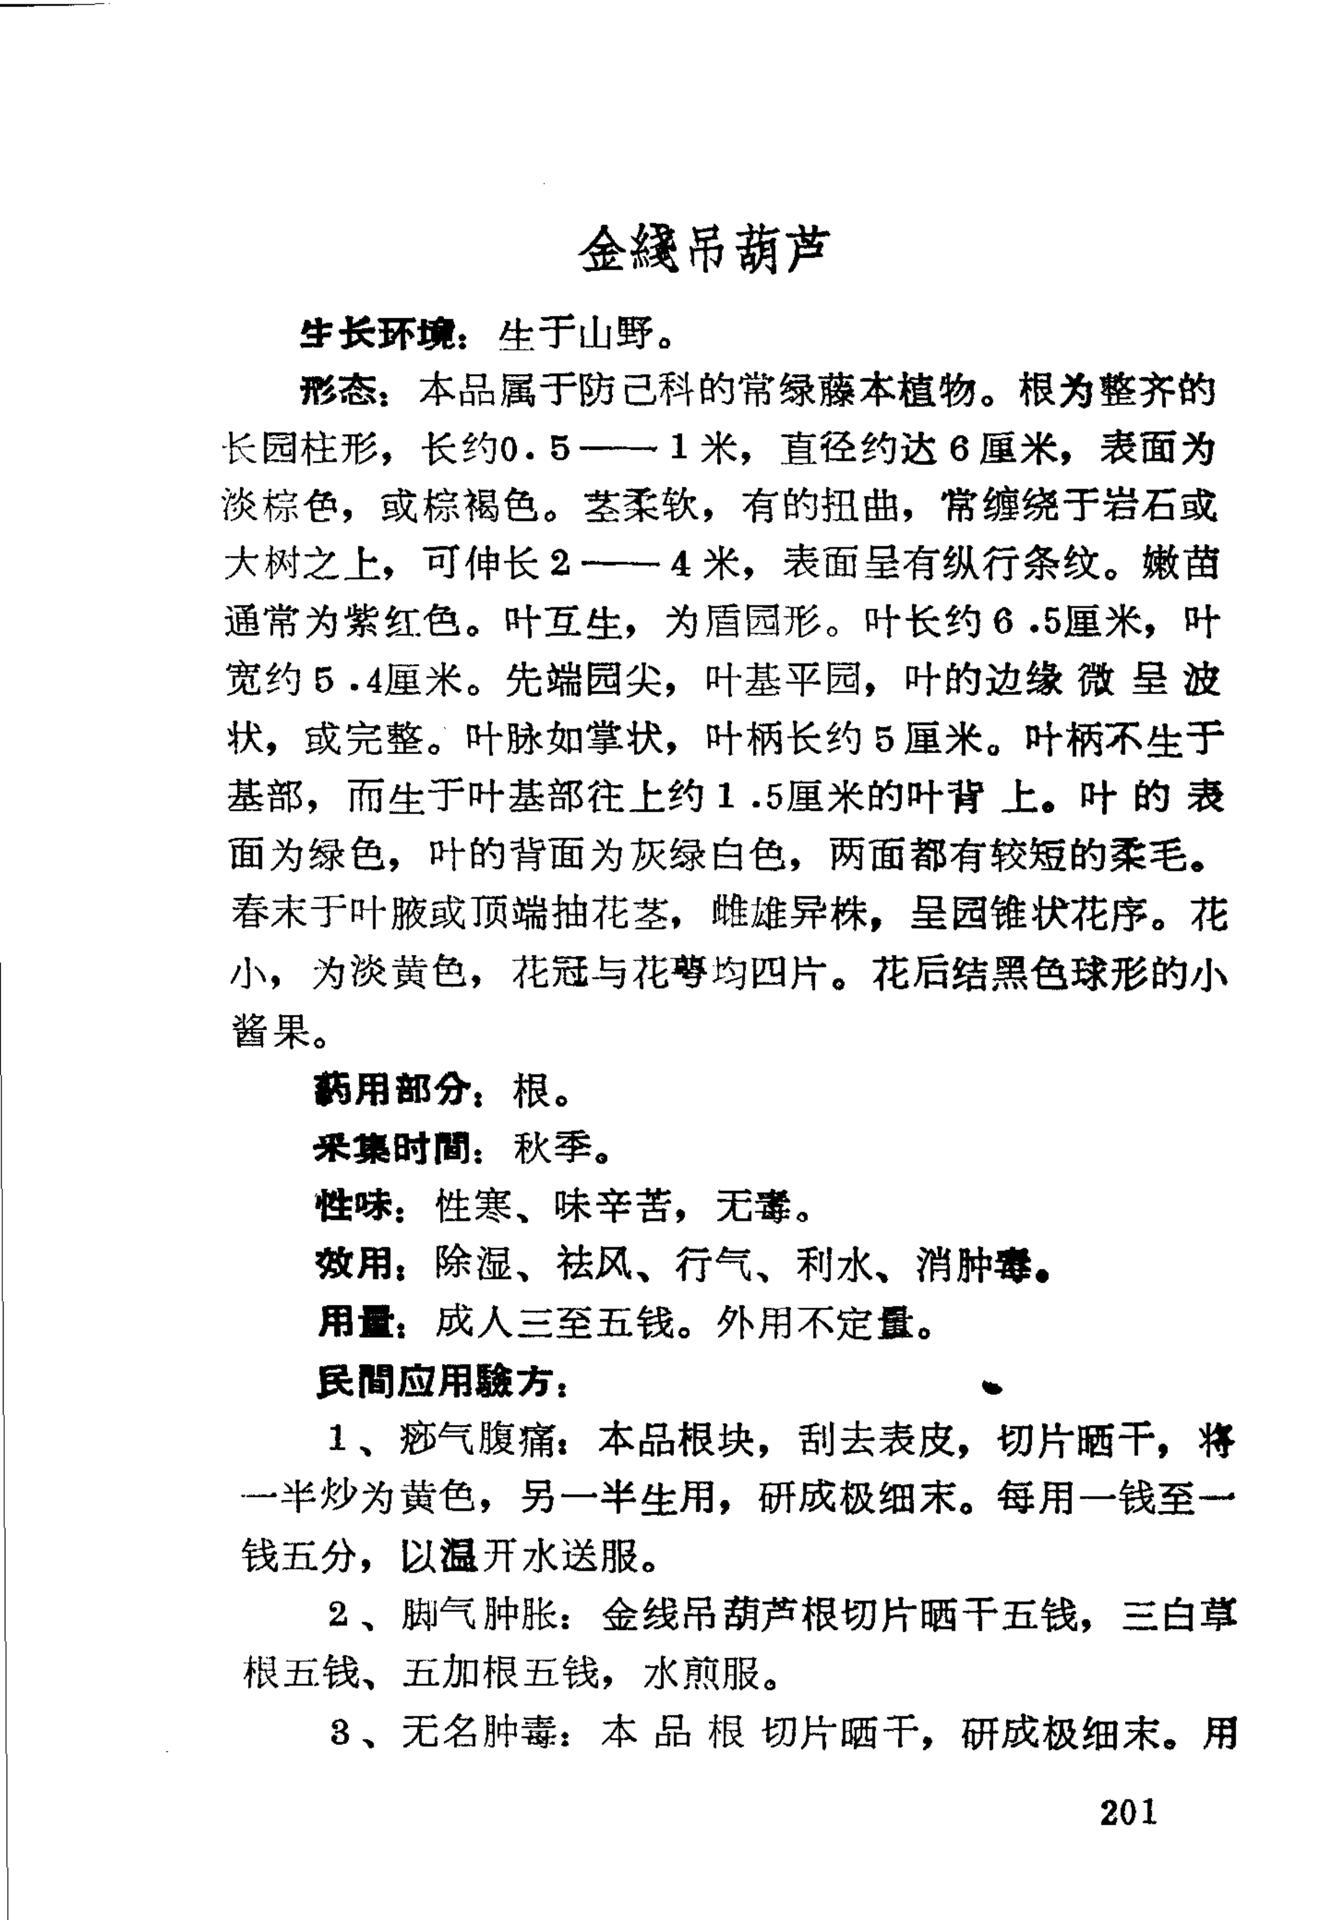 金綫吊葫芦
生长环境：生于山野。
形态：本品属于防己科的常绿藤本植物。根为整齐的
长园柱形，长约0.5——1米，直径约达6厘米，表面为
淡棕色，或棕褐色。茎柔软，有的扭曲，常缠绕于岩石或
大树之上，可伸长2——4米，表面呈有纵行条纹。嫩苗
通常为紫红色。叶互生，为盾园形。叶长约6.5厘米，叶
宽约5.4厘米。先端园尖，叶基平园，叶的边缘微呈波
状，或完整。叶脉如掌状，叶柄长约5厘米。叶柄不生于
基部，而生于叶基部往上约1.5厘米的叶背上。叶的表
面为绿色，叶的背面为灰绿白色，两面都有较短的柔毛。
春末于叶腋或顶端抽花茎，雌雄异株，呈园锥状花序。花
小，为淡黄色，花冠与花萼均四片。花后结黑色球形的小
酱果。
药用部分：根。
采集时間：秋季。
性味：性寒、味辛苦，无毒。
效用：除湿、祛风、行气、利水、消肿毒。
用量：成人三至五钱。外用不定量。
民間应用驗方：
1、痧气腹痛：本品根块，刮去表皮，切片晒干，将
一半炒为黄色，另一半生用，研成极细末。每用一钱至一
钱五分，以温开水送服。
2、脚气肿胀：金线吊葫芦根切片晒干五钱，三白草
根五钱、五加根五钱，水煎服。
3、无名肿毒：本品根切片晒干，研成极细末。用
201